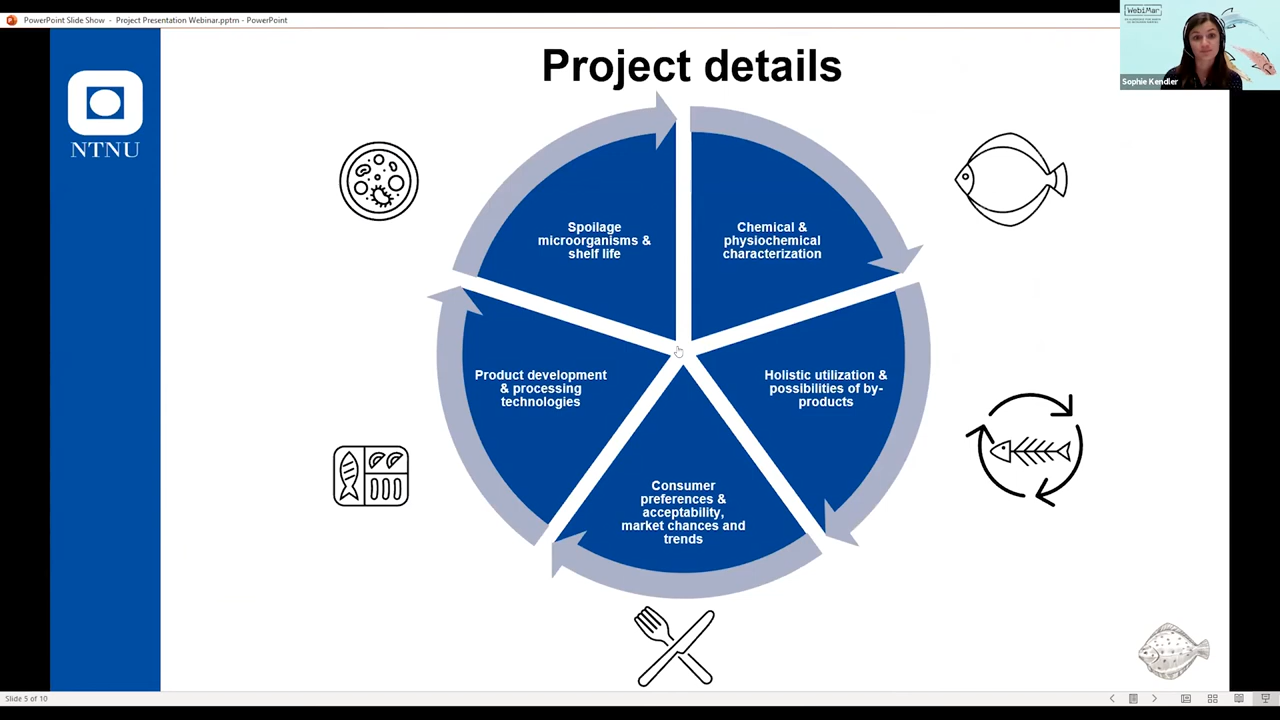 PowerPoint Slide Show - Project Presentation Webinar.pptm - PowerPoint
WebiMar
Sophie Kendler
Project details
NTNU
Spoilage
microorganisms &
shelf life
Chemical &
physiochemical
characterization
Product development
& processing
technologies
Holistic utilization &
possibilities of by-
products
Consumer
preferences &
acceptability,
market chances and
trends
Slide 5 of 10